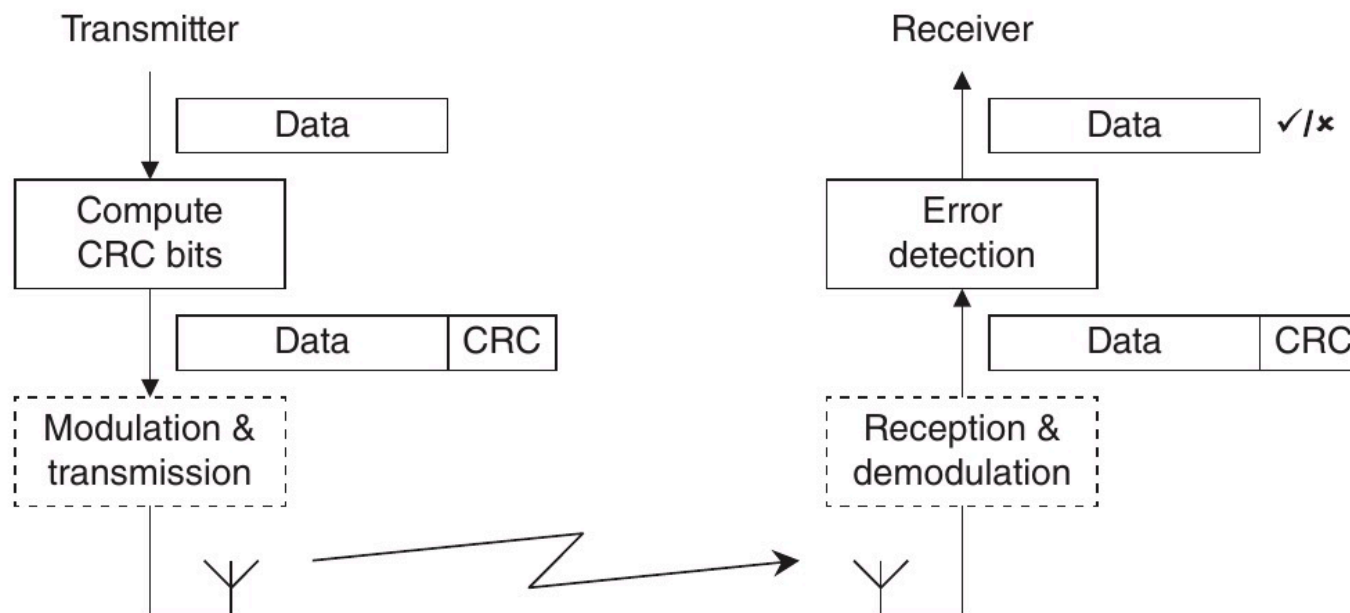 Transmitter
Receiver
Data
Data ✓/✗
Compute
CRC bits
Error
detection
Data CRC
Data CRC
Modulation &
transmission
Reception &
demodulation